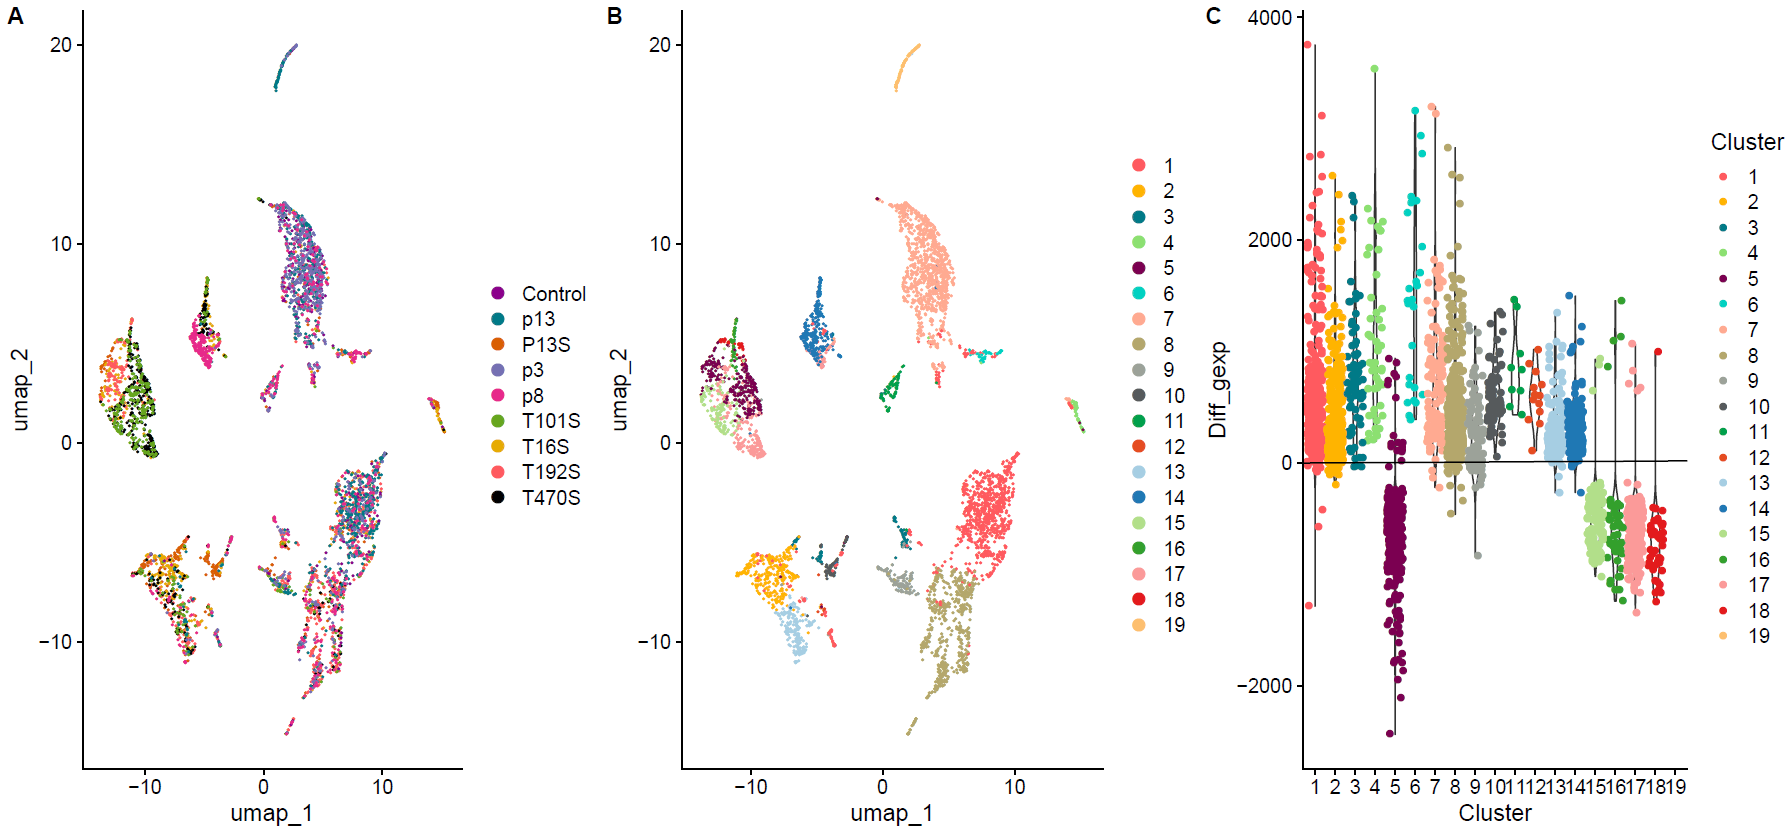 A
20
10
0
−10
umap_2
−10
0
10
umap_1
Control
p13
P13S
p3
p8
T101S
T16S
T192S
T470S
B
20
10
0
−10
umap_2
−10
0
10
umap_1
1
2
3
4
5
6
7
8
9
10
11
12
13
14
15
16
17
18
19
C
4000
2000
0
−2000
Diff_gexp
1 2 3 4 5 6 7 8 9 10 11 12 13 14 15 16 17 18 19
Cluster
Cluster
1
2
3
4
5
6
7
8
9
10
11
12
13
14
15
16
17
18
19